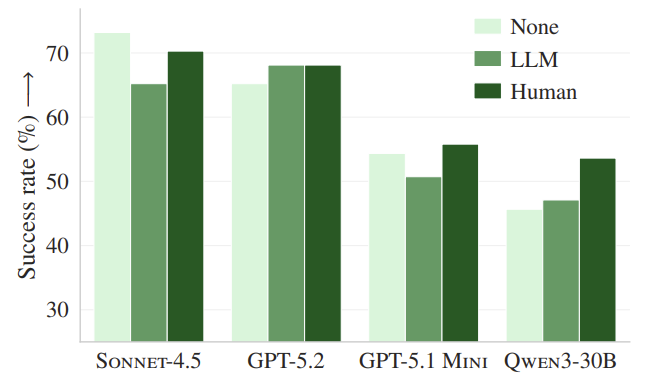 None
LLM
Human
Success rate (%) ⟶
70
60
50
40
30
SONNET-4.5 GPT-5.2 GPT-5.1 MINI QWEN3-30B